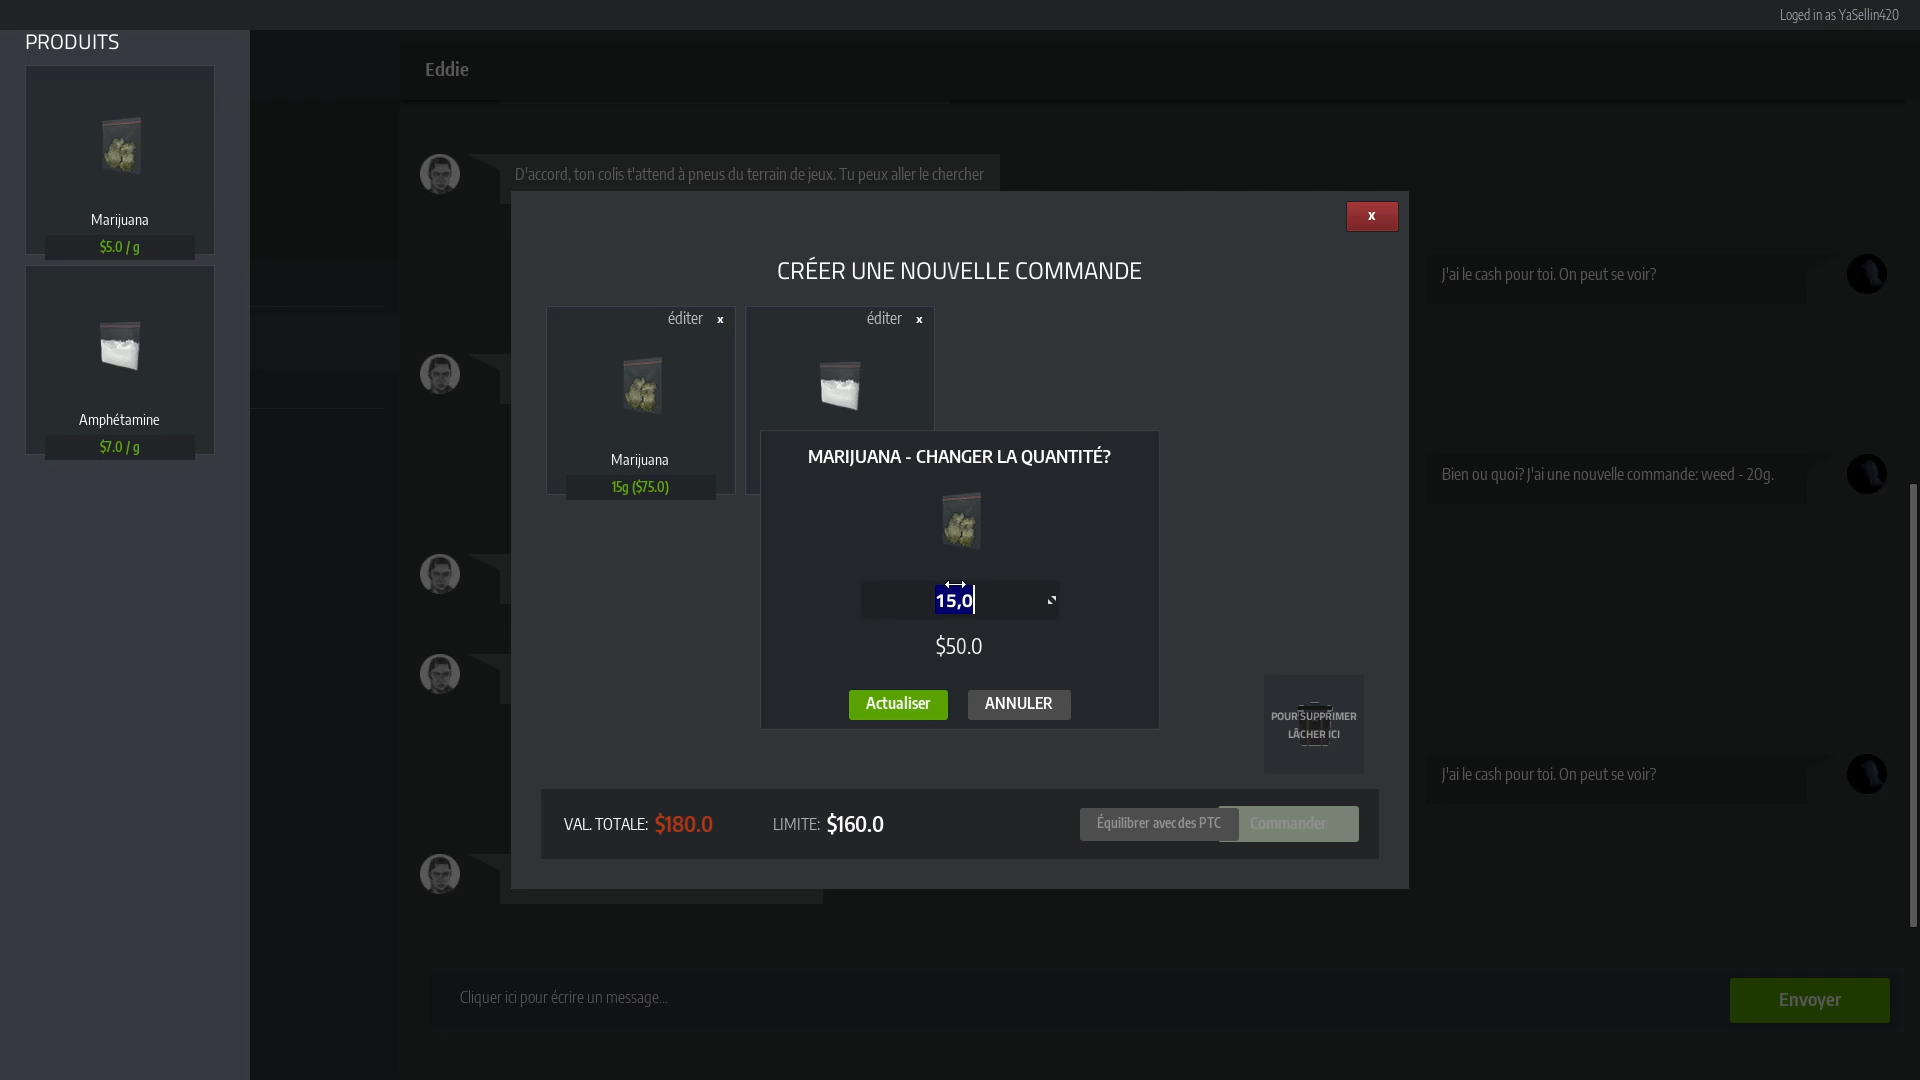 Loged in as YaSellin420
PRODUITS
Marijuana
$5.0 / g
Amphétamine
$7.0 / g
Eddie
D'accord, ton colis t'attend à pneus du terrain de jeux. Tu peux aller le chercher
J'ai le cash pour toi. On peut se voir?
Bien ou quoi? J'ai une nouvelle commande: weed - 20g.
J'ai le cash pour toi. On peut se voir?
x
CRÉER UNE NOUVELLE COMMANDE
éditer x
éditer x
Marijuana
15g ($75.0)
MARIJUANA - CHANGER LA QUANTITÉ?
15,0
$50.0
Actualiser
ANNULER
POUR SUPPRIMER
LÂCHER ICI
VAL. TOTALE: $180.0
LIMITE: $160.0
Équilibrer avec des PTC
Commander
Cliquer ici pour écrire un message...
Envoyer